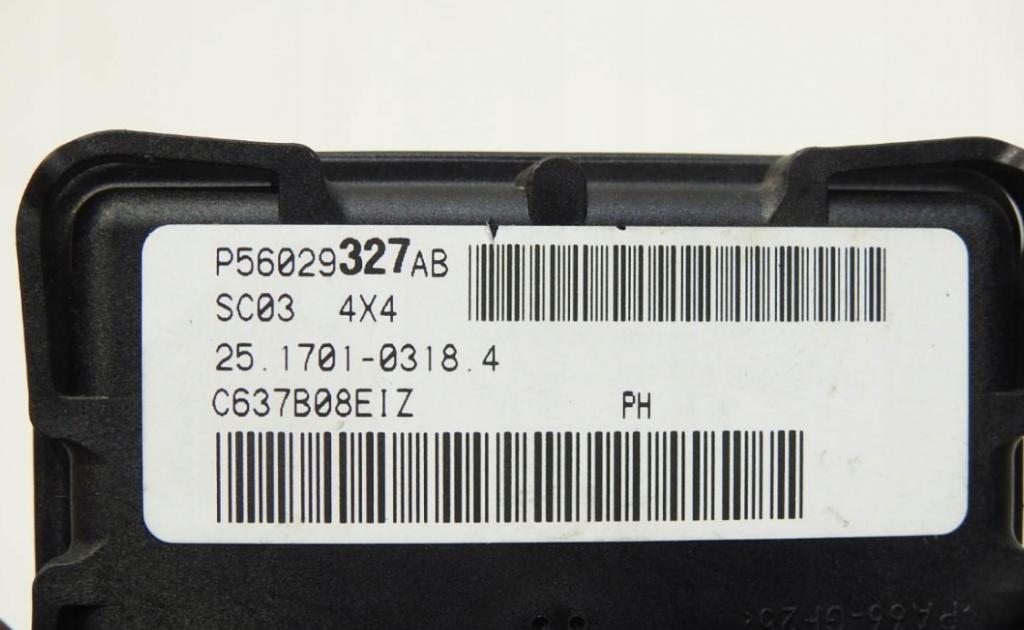 P56029327AB
SC03 4X4
25.1701-0318.4
C637B08EIZ PH